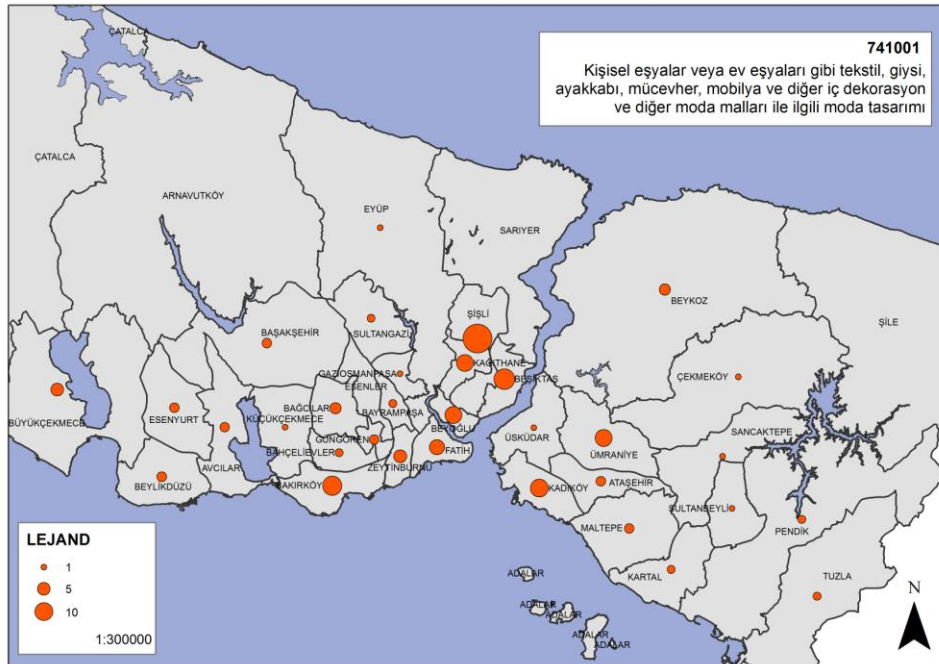 741001
Kişisel eşyalar veya ev eşyaları gibi tekstil, giysi,
ayakkabı, mücevher, mobilya ve diğer iç dekorasyon
ve diğer moda malları ile ilgili moda tasarımı
ÇATALCA
ÇATALCA
ARNAVUTKÖY
EYÜP
SARIYER
BEYKOZ
ŞİLE
SULTANGAZİ
ŞİŞLİ
BAŞAKŞEHİR
KAĞITHANE
GAZİOSMANPAŞA
BEŞİKTAŞ
ÇEKMEKÖY
ESENLER
BÜYÜKÇEKMECE
ESENYURT
KÜÇÜKÇEKMECE
BAĞCILAR
BAYRAMPAŞA
BEYOĞLU
ÜSKÜDAR
SANCAKTEPE
GÜNGÖREN
BAHÇELİEVLER
FATİH
ÜMRANİYE
ZEYTİNBURNU
AVCILAR
BEYLİKDÜZÜ
AKIRKÖY
KADIKÖY
ATAŞEHİR
SULTANBEYLİ
MALTEPE
PENDİK
KARTAL
TUZLA
ADALAR
ADALAR
ADALAR
ADALAR
ADALAR
LEJAND
1
5
10
1:300000
N